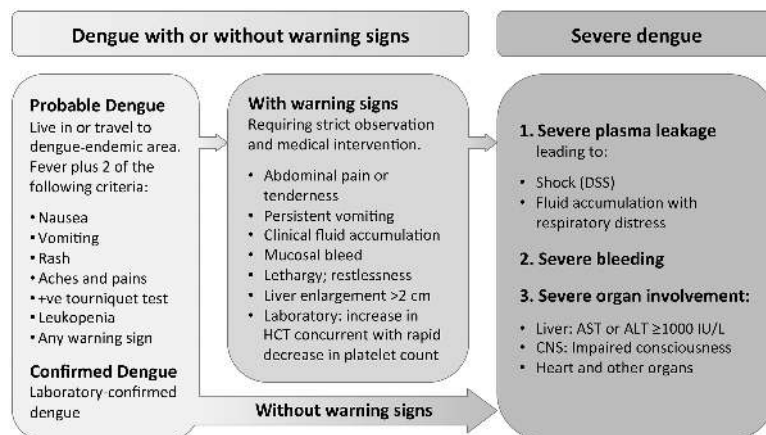 Dengue with or without warning signs
Severe dengue
Probable Dengue
Live in or travel to
dengue-endemic area.
Fever plus 2 of the
following criteria:
• Nausea
• Vomiting
• Rash
• Aches and pains
• +ve tourniquet test
• Leukopenia
• Any warning sign
Confirmed Dengue
Laboratory-confirmed
dengue
With warning signs
Requiring strict observation
and medical intervention.
• Abdominal pain or
tenderness
• Persistent vomiting
• Clinical fluid accumulation
• Mucosal bleed
• Lethargy; restlessness
• Liver enlargement >2 cm
• Laboratory: increase in
HCT concurrent with rapid
decrease in platelet count
Without warning signs
1. Severe plasma leakage
leading to:
• Shock (DSS)
• Fluid accumulation with
respiratory distress
2. Severe bleeding
3. Severe organ involvement:
• Liver: AST or ALT ≥1000 IU/L
• CNS: Impaired consciousness
• Heart and other organs